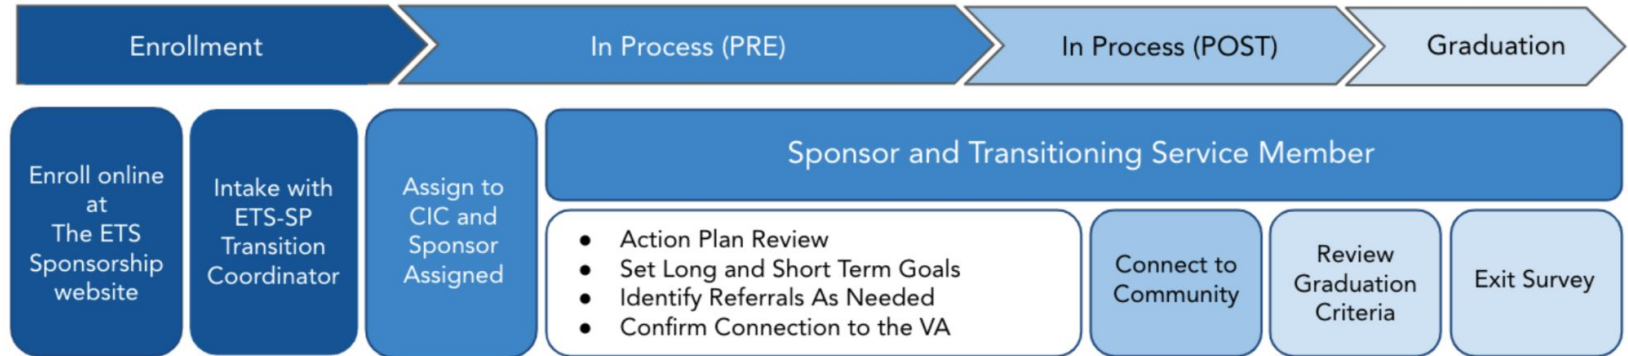 Enrollment
In Process (PRE)
In Process (POST)
Graduation
Enroll online
at
The ETS
Sponsorship
website
Intake with
ETS-SP
Transition
Coordinator
Assign to
CIC and
Sponsor
Assigned
Sponsor and Transitioning Service Member
● Action Plan Review
● Set Long and Short Term Goals
● Identify Referrals As Needed
● Confirm Connection to the VA
Connect to
Community
Review
Graduation
Criteria
Exit Survey